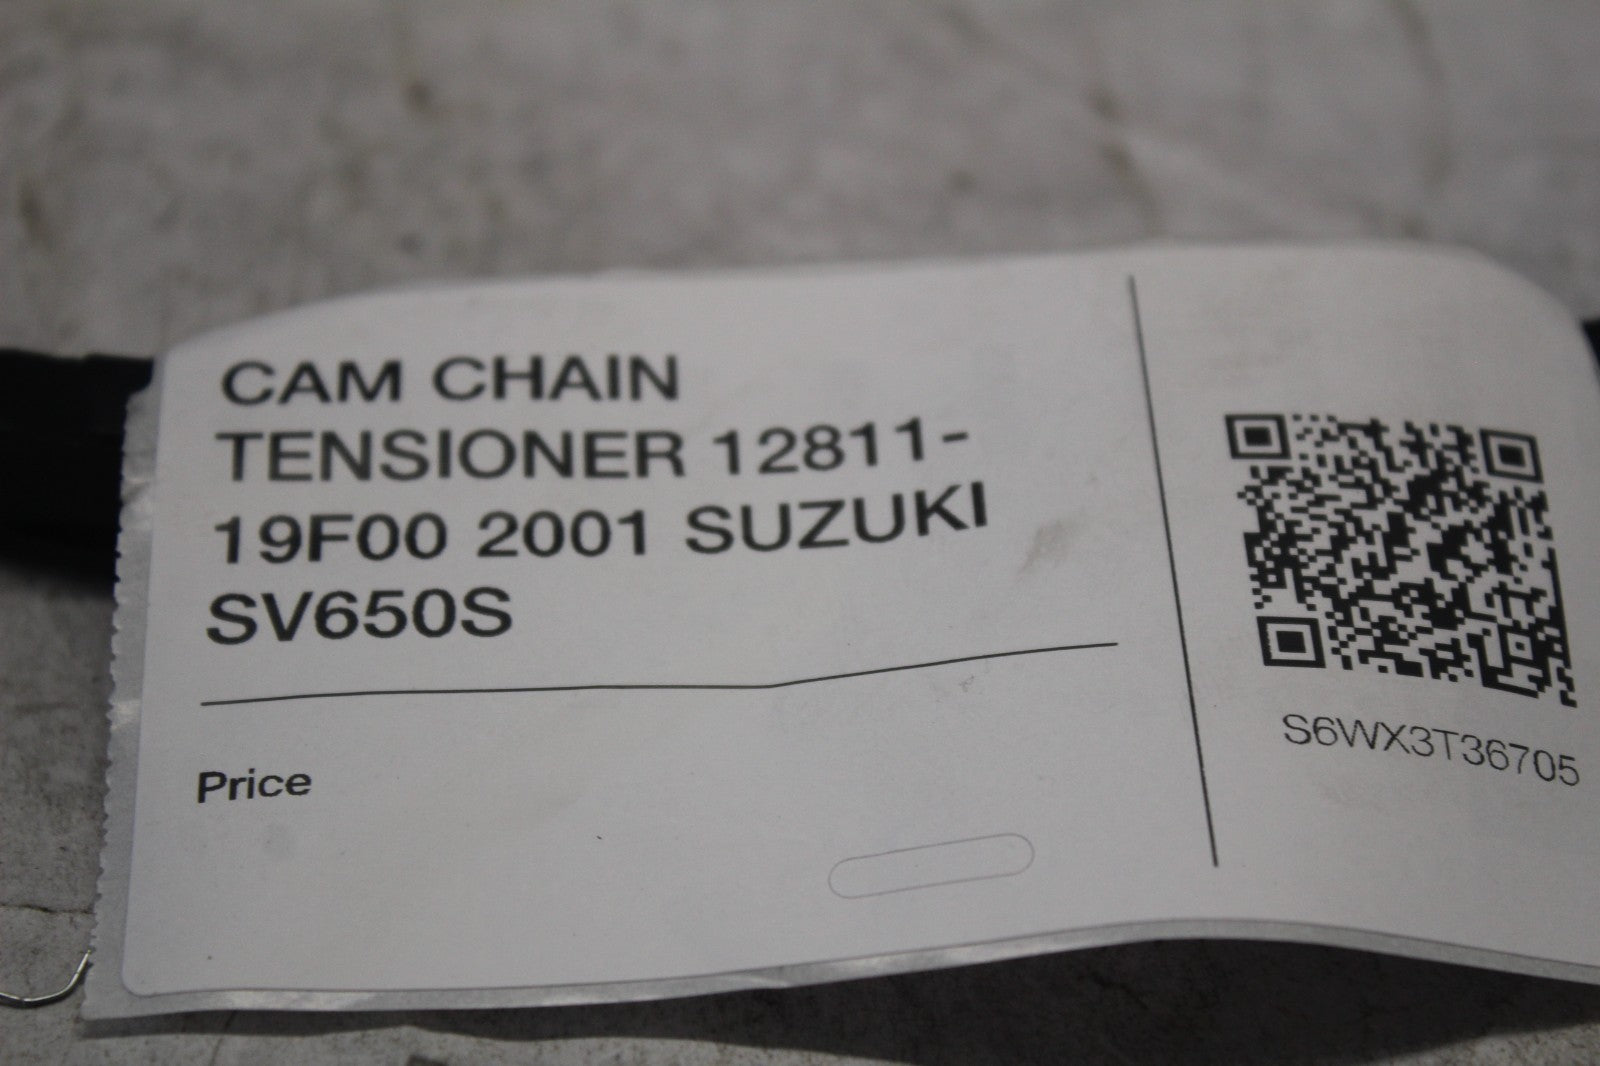 CAM CHAIN
TENSIONER 12811-
19F00 2001 SUZUKI
SV650S
Price
S6WX3T36705